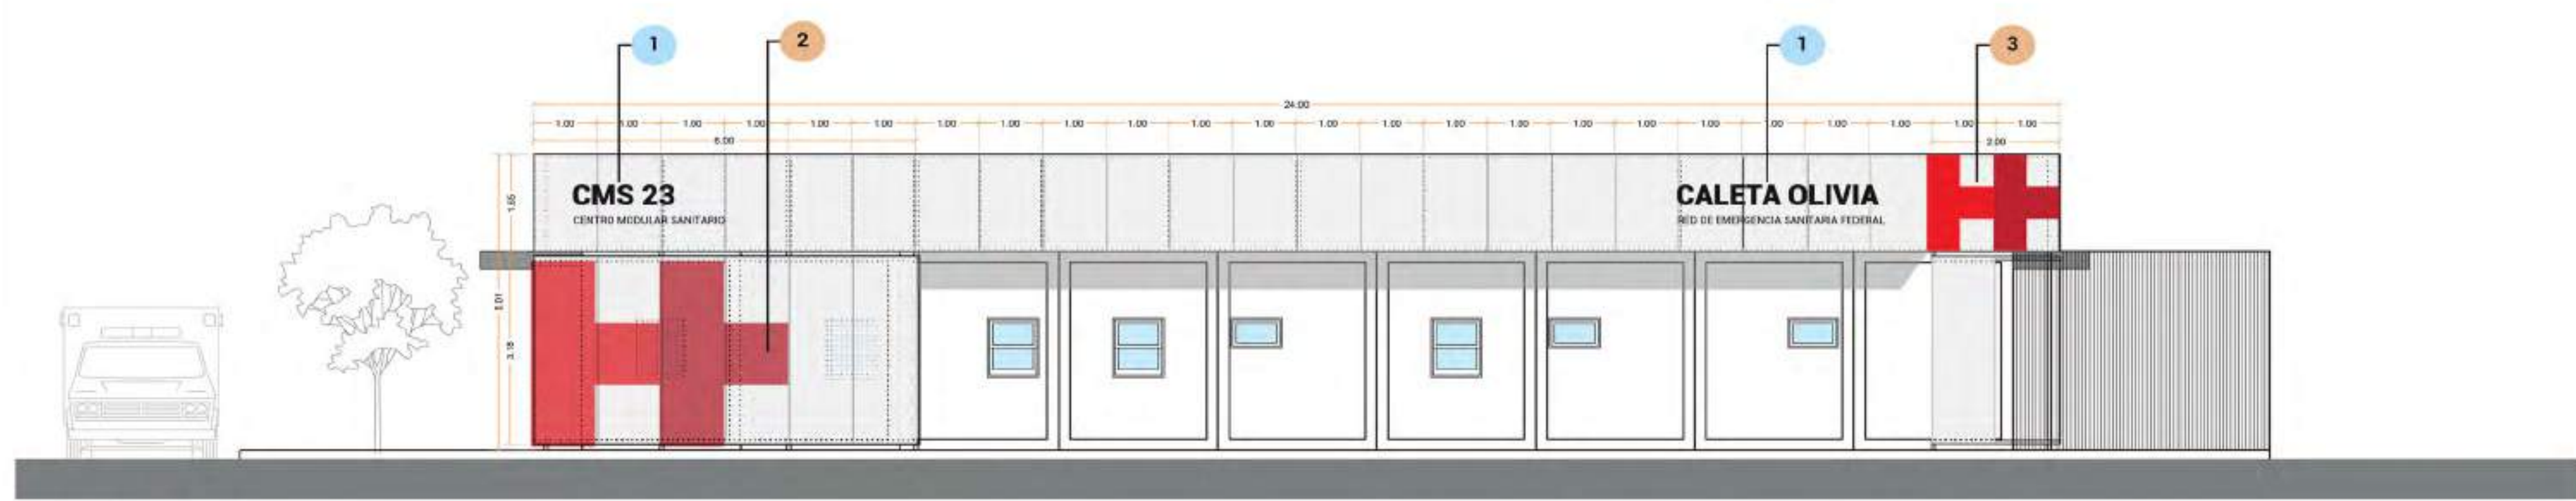 1
2
1
3
24.00
1.00 1.00 1.00 1.00 1.00 1.00 1.00 1.00 1.00 1.00 1.00 1.00 1.00 1.00 1.00 1.00 1.00 1.00 1.00 1.00 1.00 1.00 1.00 1.00
6.00
2.00
CMS 23
CENTRO MODULAR SANITARIO
CALETA OLIVIA
RED DE EMERGENCIA SANITARIA FEDERAL
H
1.65
3.18
H